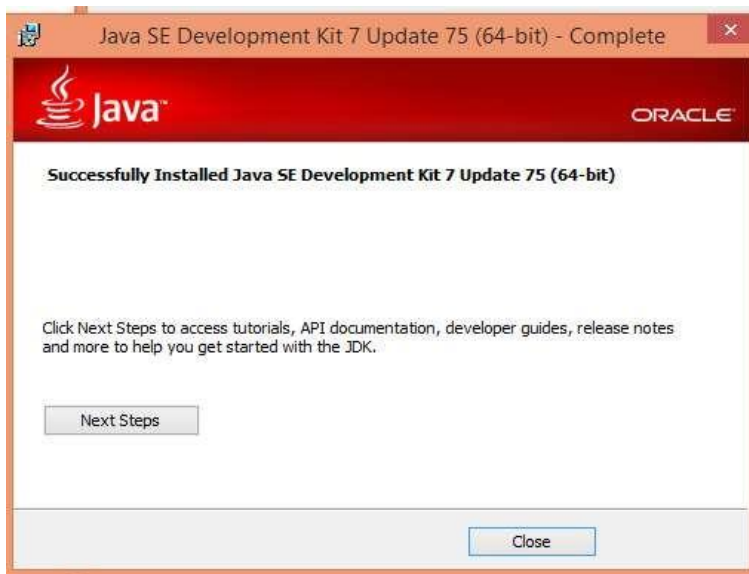 Java SE Development Kit 7 Update 75 (64-bit) - Complete
Java™
ORACLE®
Successfully Installed Java SE Development Kit 7 Update 75 (64-bit)
Click Next Steps to access tutorials, API documentation, developer guides, release notes
and more to help you get started with the JDK.
Next Steps
Close